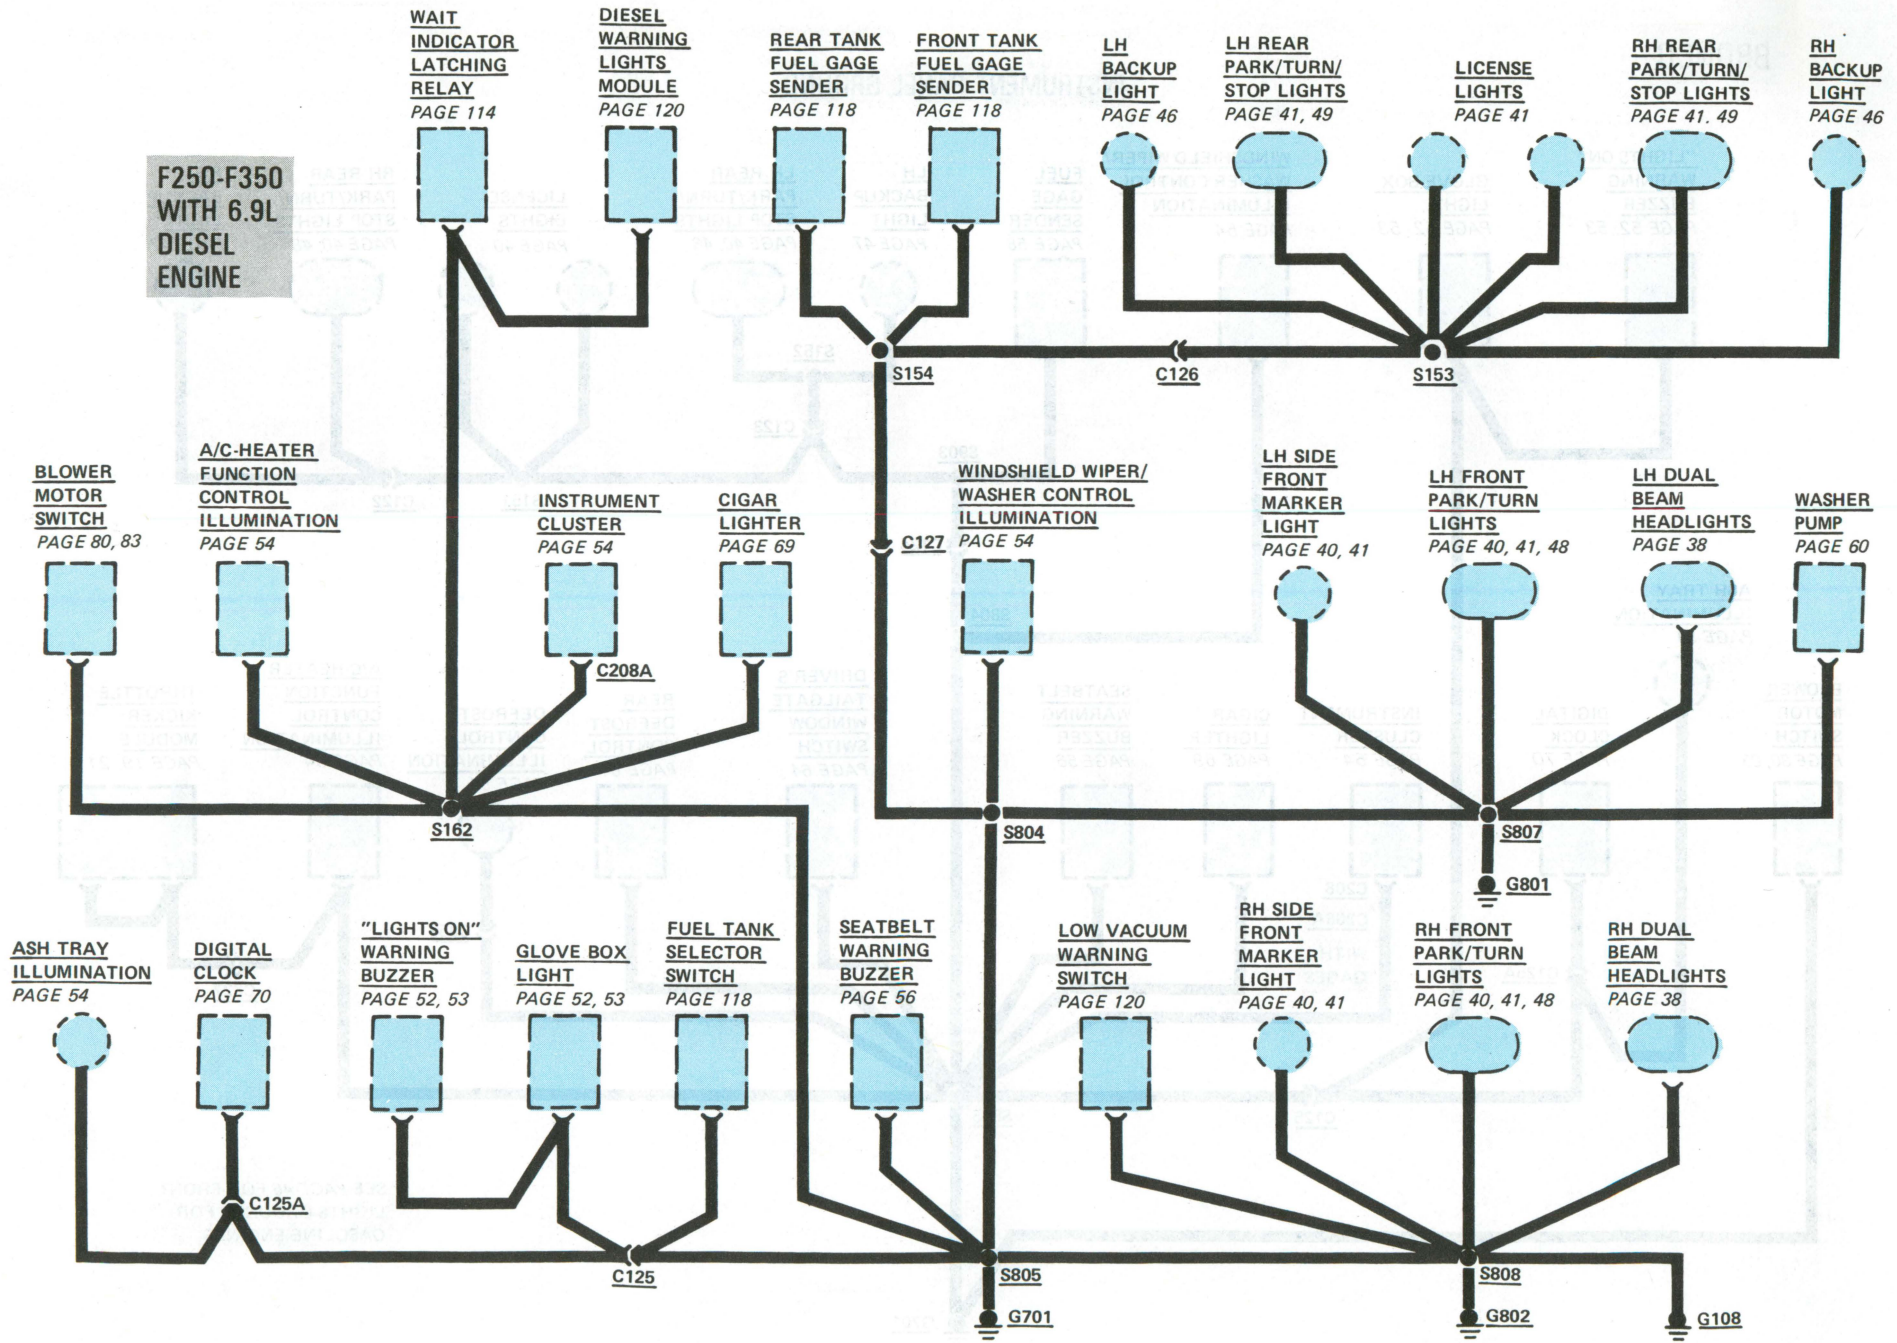 WAIT
INDICATOR
LATCHING
RELAY
PAGE 114
DIESEL
WARNING
LIGHTS
MODULE
PAGE 120
REAR TANK
FUEL GAGE
SENDER
PAGE 118
FRONT TANK
FUEL GAGE
SENDER
PAGE 118
LH
BACKUP
LIGHT
PAGE 46
LH REAR
PARK/TURN/
STOP LIGHTS
PAGE 41, 49
LICENSE
LIGHTS
PAGE 41
RH REAR
PARK/TURN/
STOP LIGHTS
PAGE 41. 49
RH
BACKUP
LIGHT
PAGE 46
F250-F350
WITH 6.9L
DIESEL
ENGINE
S154
C126
S153
BLOWER
MOTOR
SWITCH
PAGE 80, 83
A/C-HEATER
FUNCTION
CONTROL
ILLUMINATION
PAGE 54
INSTRUMENT
CLUSTER
PAGE 54
CIGAR
LIGHTER
PAGE 69
C127
WINDSHIELD WIPER/
WASHER CONTROL
ILLUMINATION
PAGE 54
LH SIDE
FRONT
MARKER
LIGHT
PAGE 40, 41
LH FRONT
PARK/TURN
LIGHTS
PAGE 40, 41, 48
LH DUAL
BEAM
HEADLIGHTS
PAGE 38
WASHER
PUMP
PAGE 60
C208A
S162
S804
S807
G801
ASH TRAY
ILLUMINATION
PAGE 54
DIGITAL
CLOCK
PAGE 70
"LIGHTS ON"
WARNING
BUZZER
PAGE 52, 53
GLOVE BOX
LIGHT
PAGE 52, 53
FUEL TANK
SELECTOR
SWITCH
PAGE 118
SEATBELT
WARNING
BUZZER
PAGE 56
LOW VACUUM
WARNING
SWITCH
PAGE 120
RH SIDE
FRONT
MARKER
LIGHT
PAGE 40, 41
RH FRONT
PARK/TURN
LIGHTS
PAGE 40, 41, 48
RH DUAL
BEAM
HEADLIGHTS
PAGE 38
C125A
C125
S805
S808
G701
G802
G108